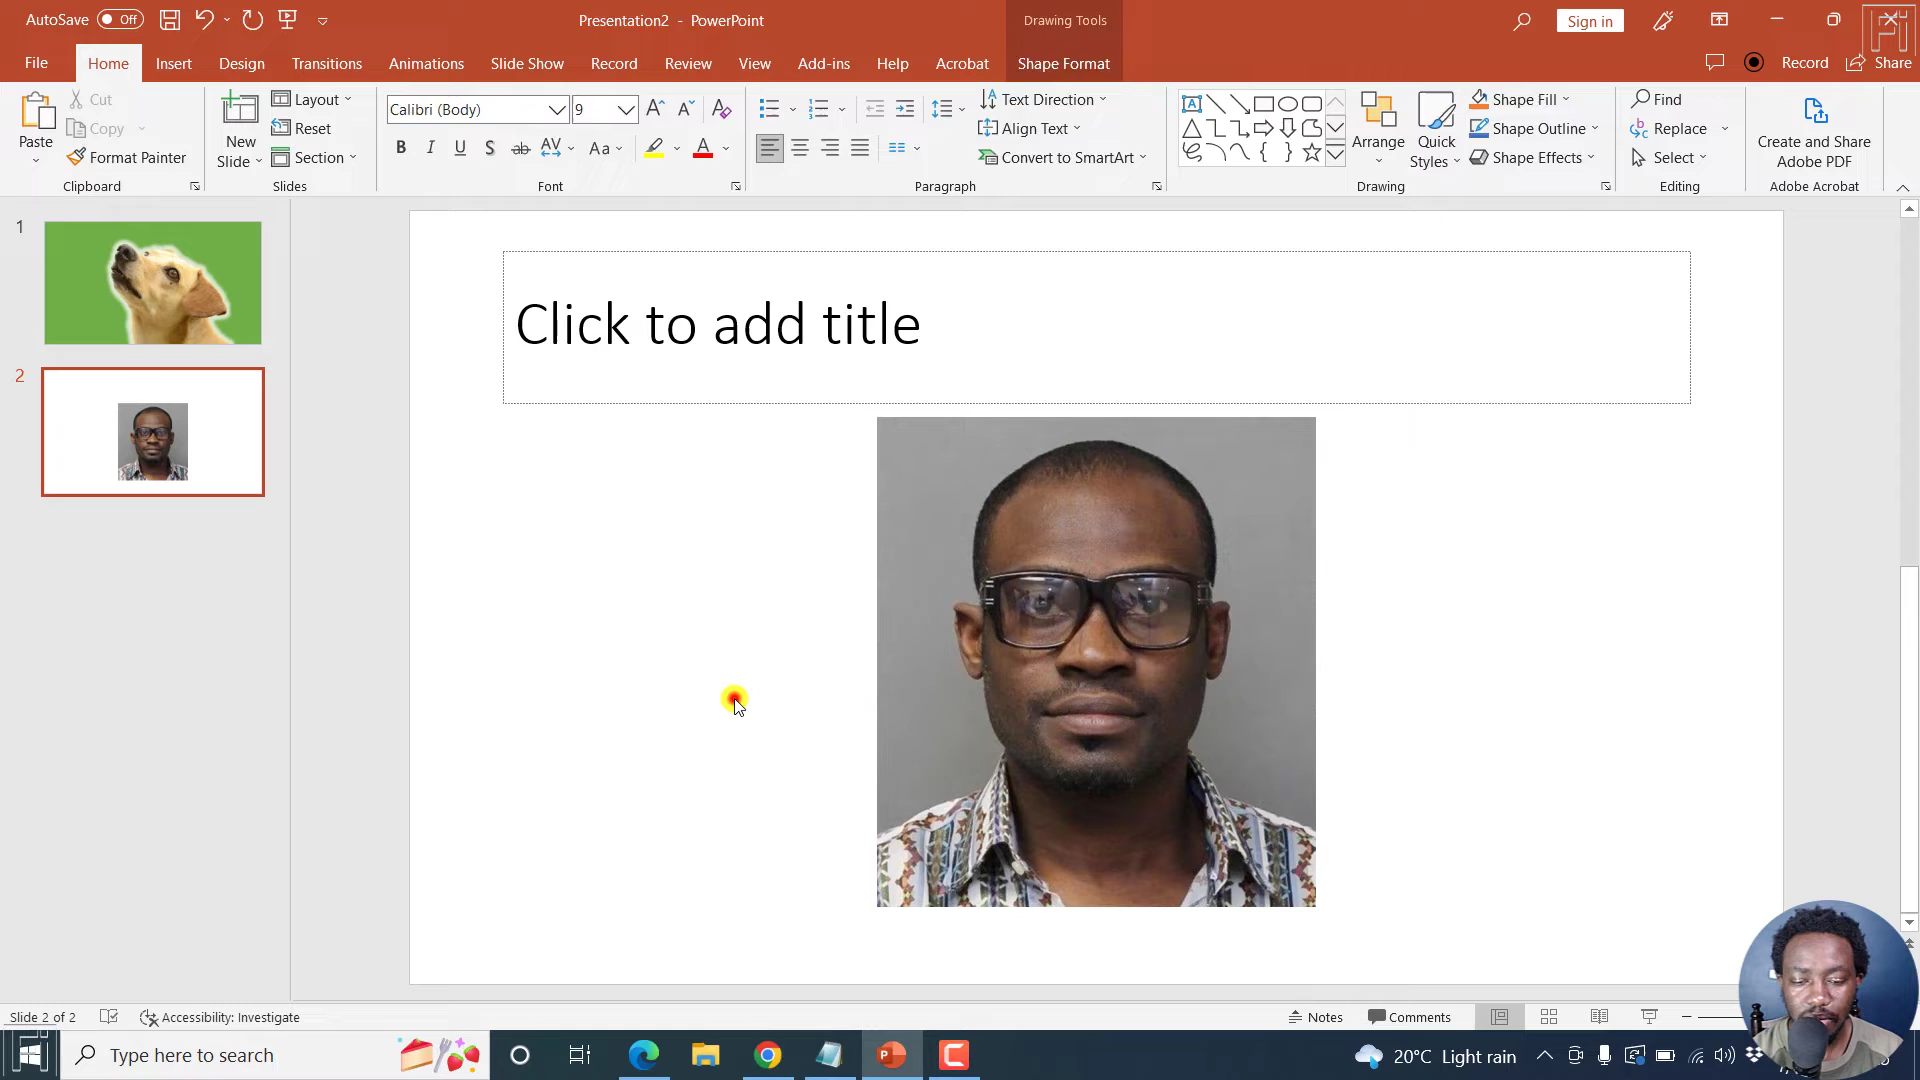 AutoSave Off
Presentation2 - PowerPoint
Drawing Tools
Sign in
File Home Insert Design Transitions Animations Slide Show Record Review View Add-ins Help Acrobat Shape Format Record Share
Paste
Cut
Copy
Format Painter
Clipboard
New
Slide
Layout
Reset
Section
Slides
Calibri (Body) 9
B I U S ab AV Aa A
Font
Text Direction
Align Text
Convert to SmartArt
Paragraph
Arrange
Quick
Styles
Shape Fill
Shape Outline
Shape Effects
Drawing
Find
Replace
Select
Editing
Create and Share
Adobe PDF
Adobe Acrobat
1
2
Click to add title
Slide 2 of 2
Accessibility: Investigate
Notes
Comments
Type here to search
20°C Light rain